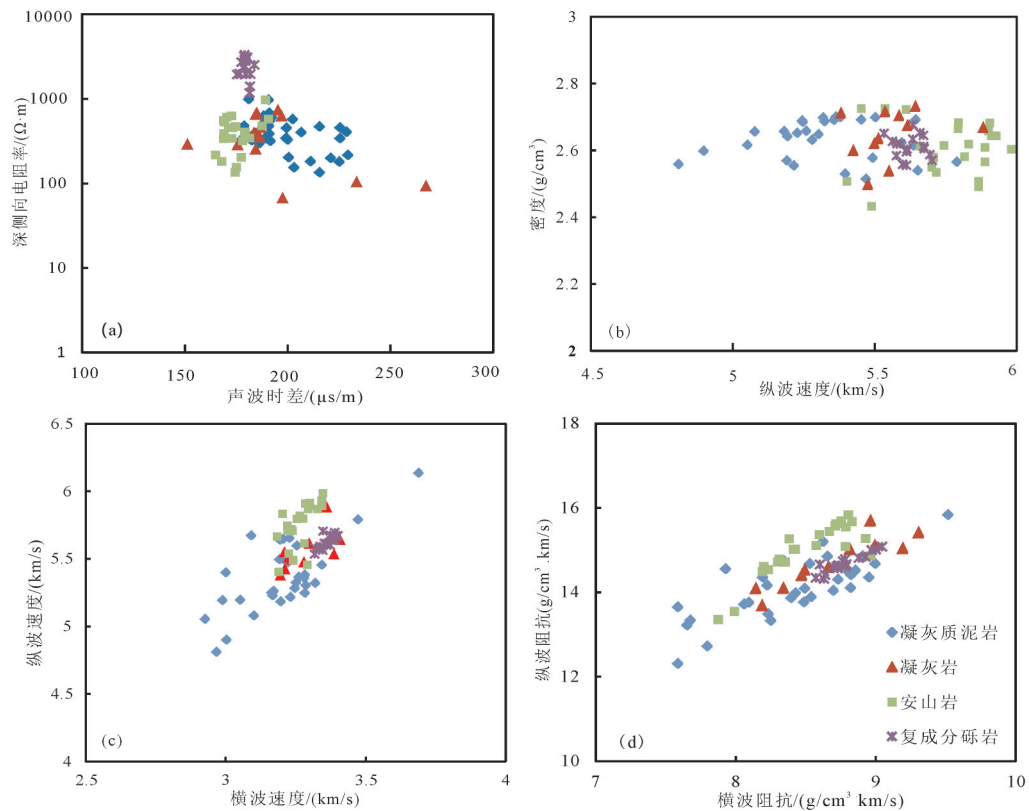 10000
1000
100
10
1
深侧向电阻率/(Ω·m)
(a)
100
150
200
250
300
声波时差/(μs/m)
3
2.8
2.6
2.4
2.2
2
密度/(g/cm³)
(b)
4.5
5
5.5
6
纵波速度/(km/s)
6.5
6
5.5
5
4.5
4
纵波速度/(km/s)
(c)
2.5
3
3.5
4
横波速度/(km/s)
18
16
14
12
10
纵波阻抗/(g/cm³.km/s)
凝灰质泥岩
凝灰岩
安山岩
复成分砾岩
(d)
7
8
9
10
横波阻抗/(g/cm³ km/s)